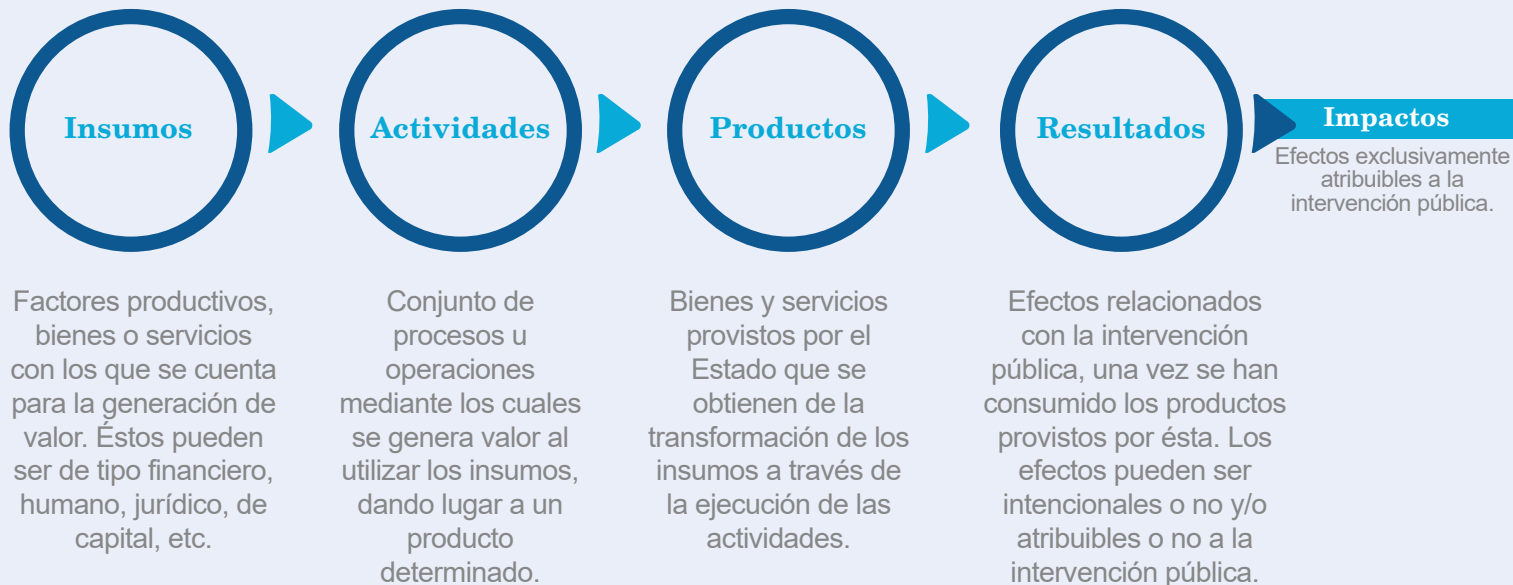 Insumos
Factores productivos,
bienes o servicios
con los que se cuenta
para la generación de
valor. Éstos pueden
ser de tipo financiero,
humano, jurídico, de
capital, etc.
Actividades
Conjunto de
procesos u
operaciones
mediante los cuales
se genera valor al
utilizar los insumos,
dando lugar a un
producto
determinado.
Productos
Bienes y servicios
provistos por el
Estado que se
obtienen de la
transformación de los
insumos a través de
la ejecución de las
actividades.
Resultados
Efectos relacionados
con la intervención
pública, una vez se han
consumido los productos
provistos por ésta. Los
efectos pueden ser
intencionales o no y/o
atribuibles o no a la
intervención pública.
Impactos
Efectos exclusivamente
atribuibles a la
intervención pública.